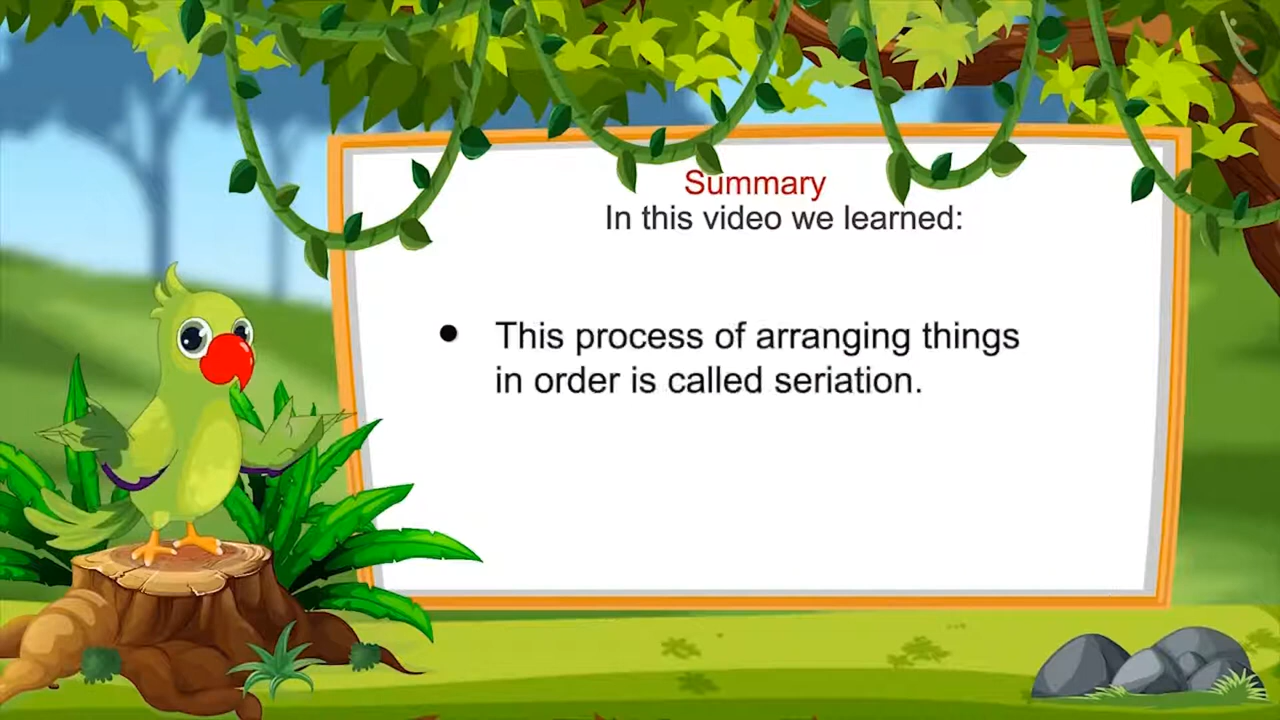 Summary
In this video we learned:
● This process of arranging things
in order is called seriation.